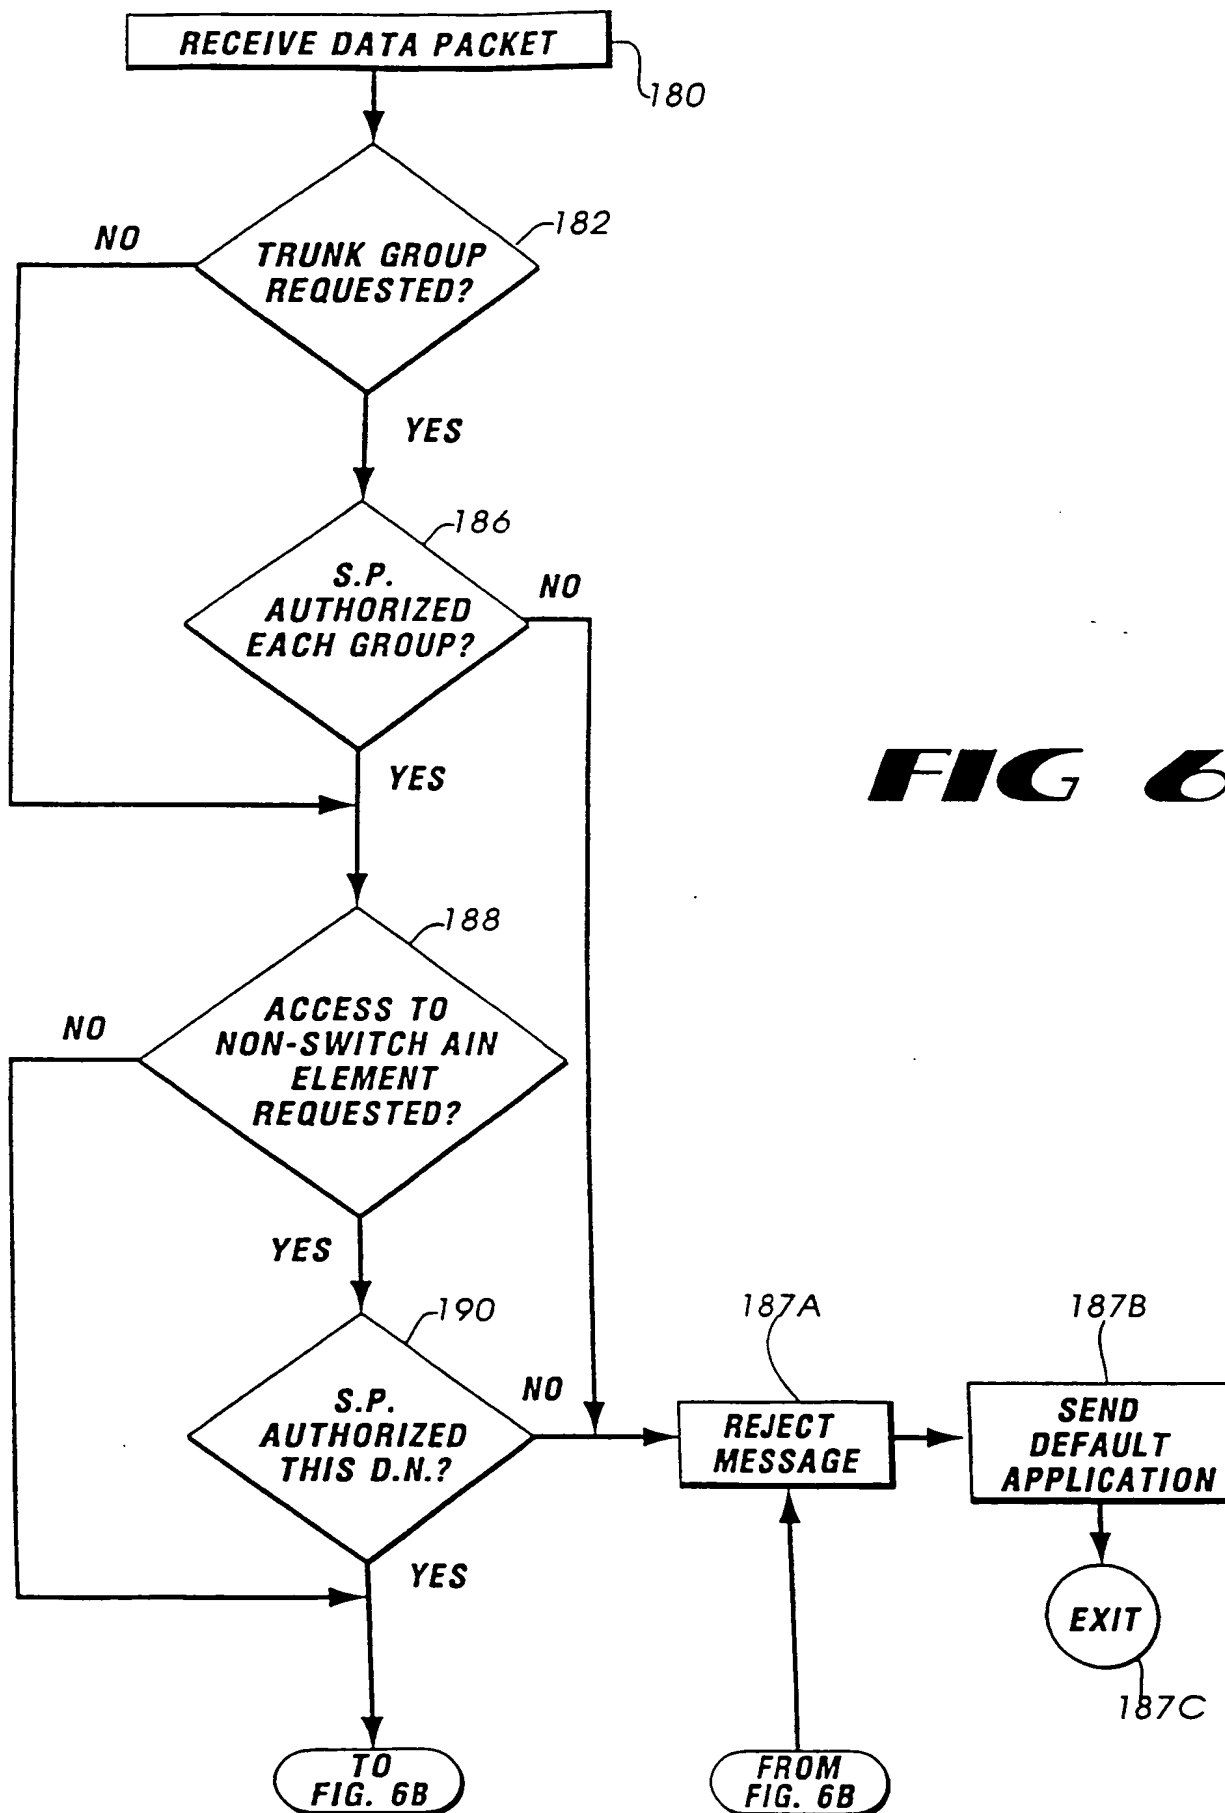 RECEIVE DATA PACKET
180
182
NO
TRUNK GROUP
REQUESTED?
YES
186
S.P.
AUTHORIZED
EACH GROUP?
NO
YES
FIG 6
188
ACCESS TO
NON-SWITCH AIN
ELEMENT
REQUESTED?
NO
YES
190
187A
187B
S.P.
AUTHORIZED
THIS D.N.?
NO
REJECT
MESSAGE
SEND
DEFAULT
APPLICATION
YES
EXIT
187C
TO
FIG. 6B
FROM
FIG. 6B